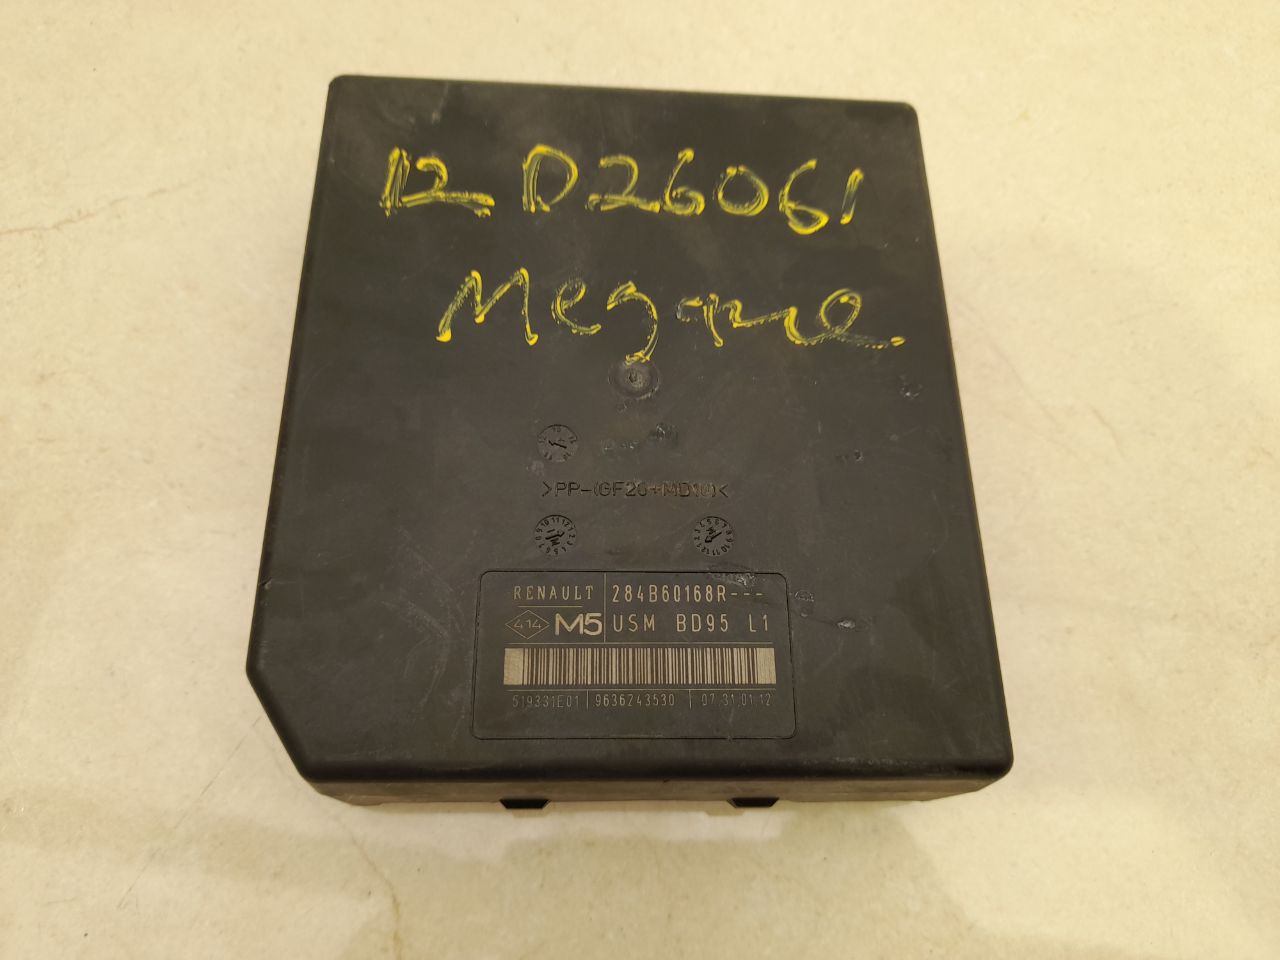 12 D26061
Megane
>PP-(GF20+MD10)<
RENAULT 284B60168R---
414 M5 USM BD95 L1
519331E01 9636243530 07 31 01 12